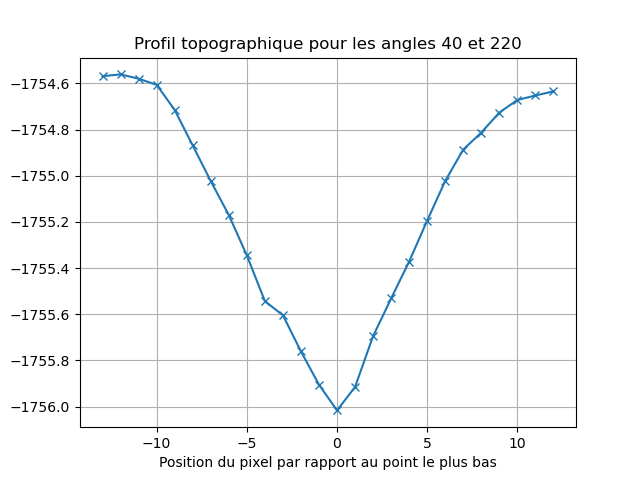 Profil topographique pour les angles 40 et 220
−1754.6
−1754.8
−1755.0
−1755.2
−1755.4
−1755.6
−1755.8
−1756.0
−10 −5 0 5 10
Position du pixel par rapport au point le plus bas